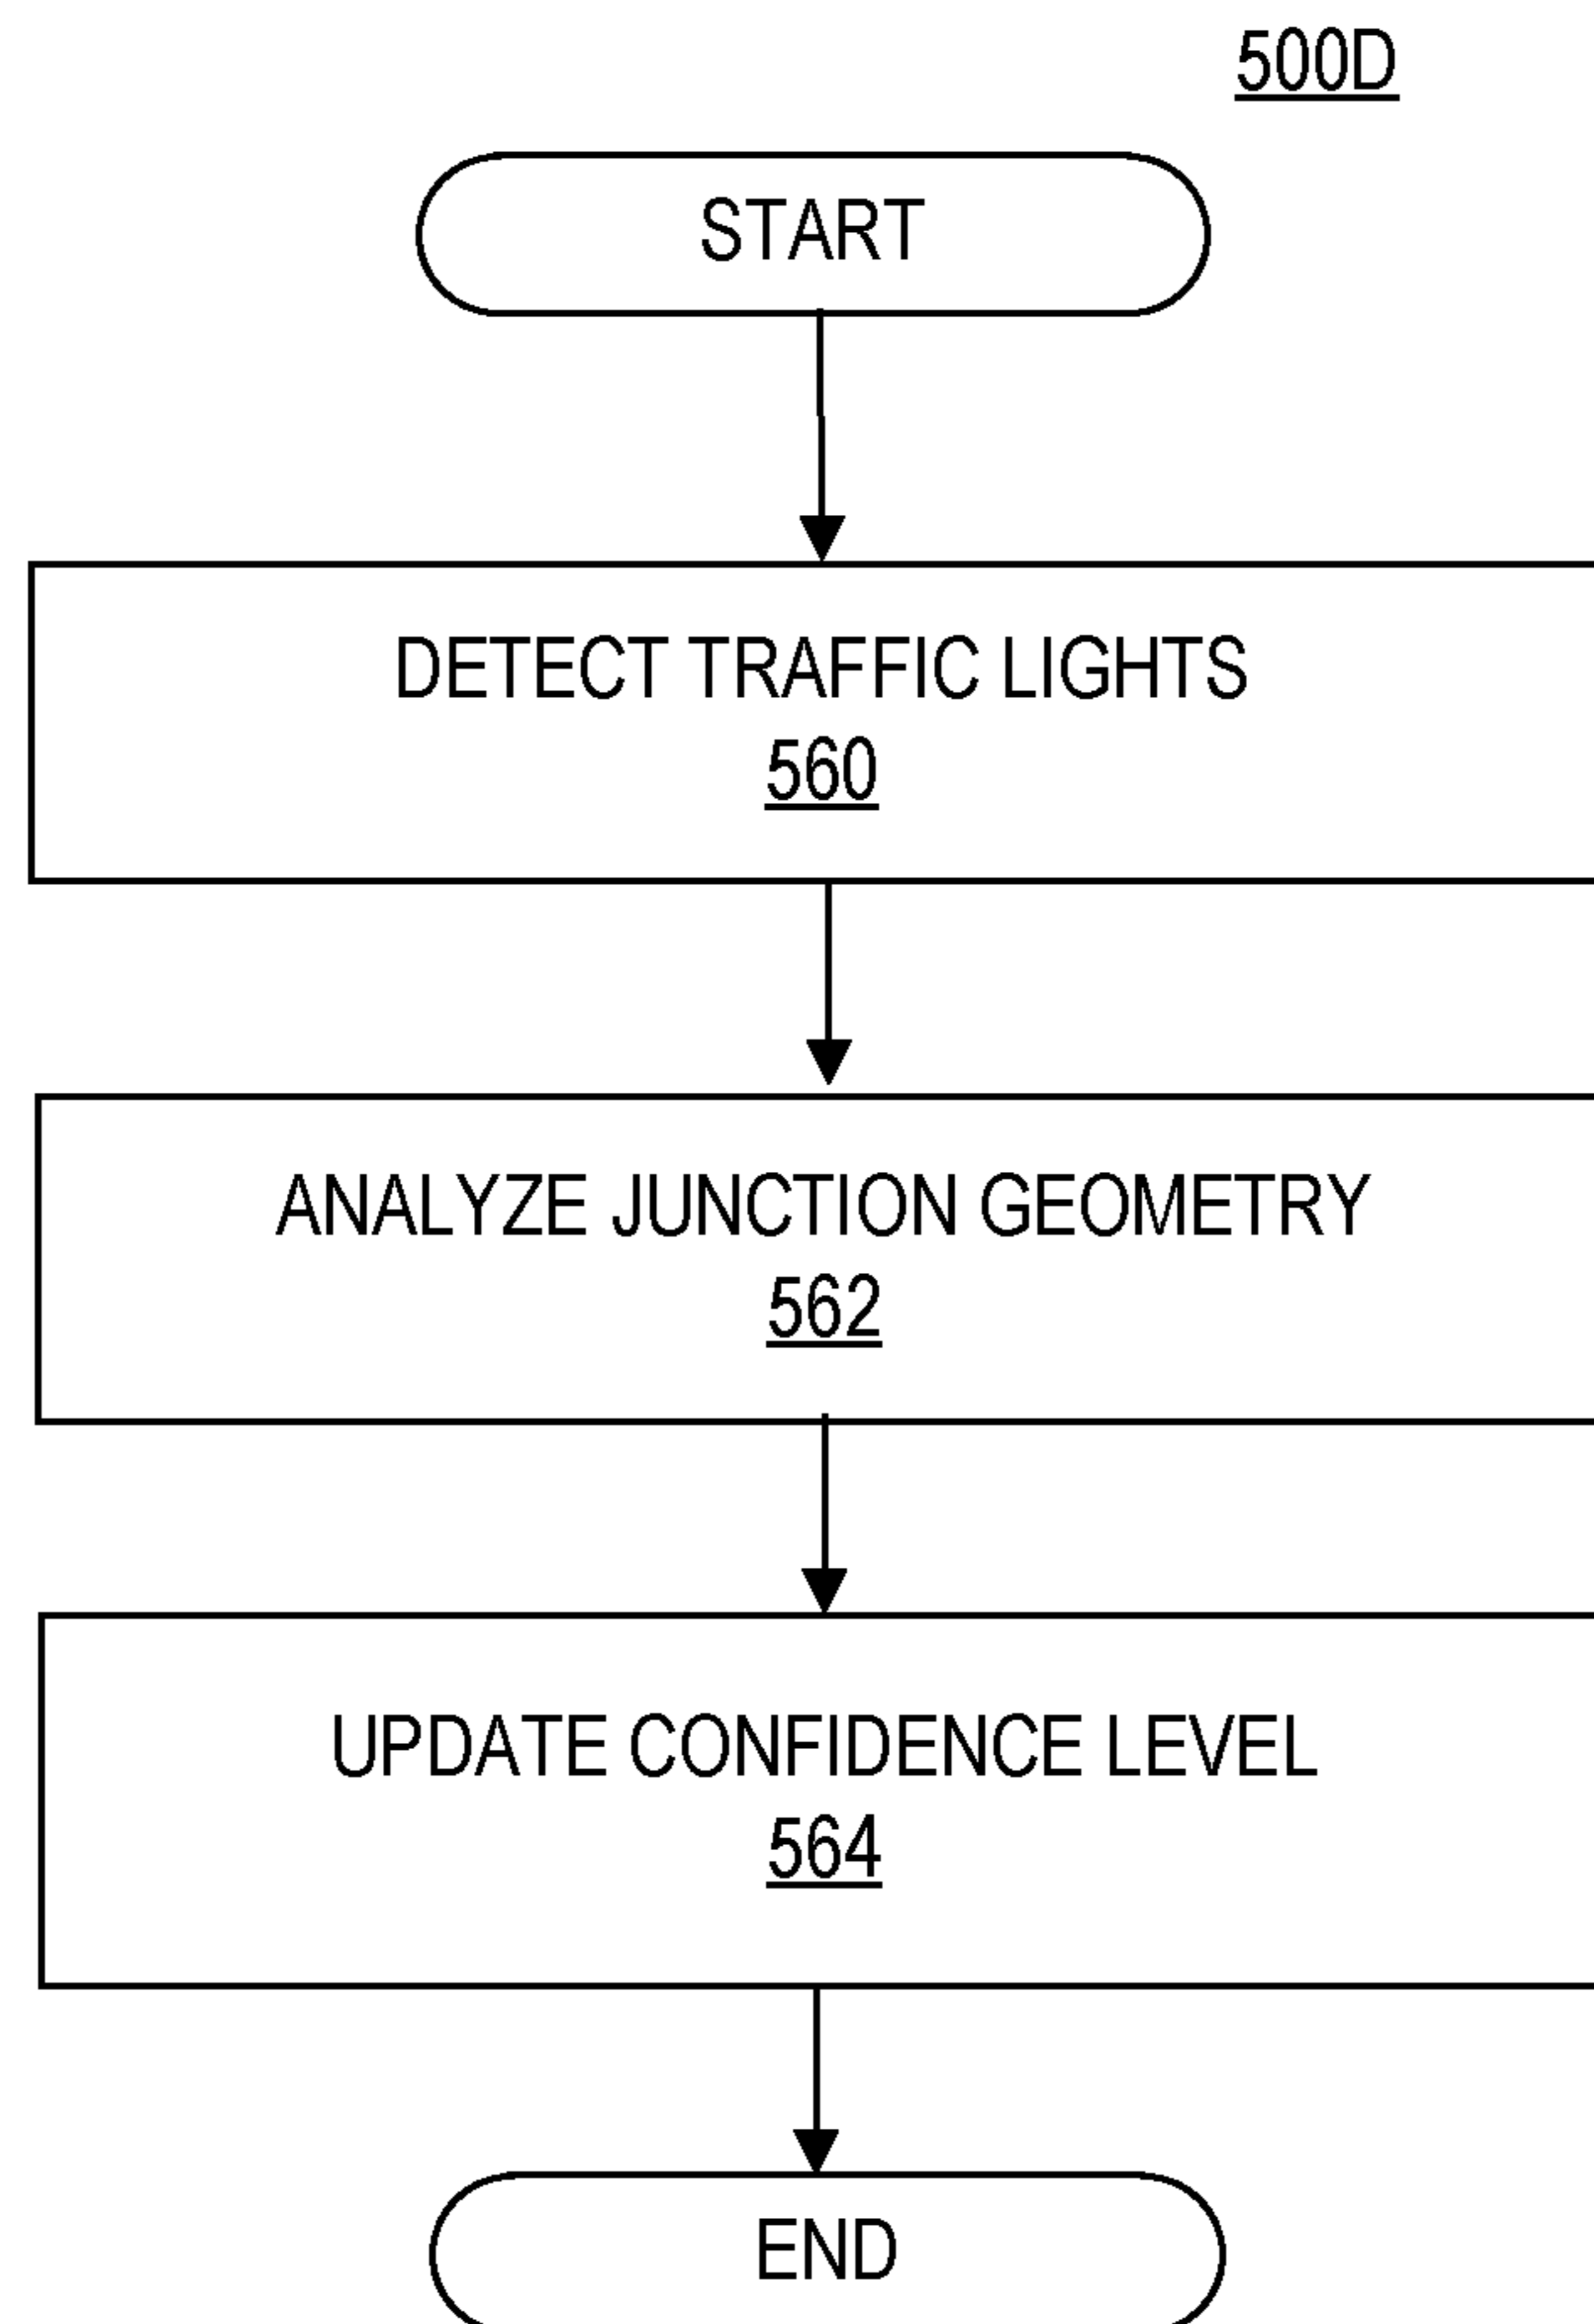 500D
START
DETECT TRAFFIC LIGHTS
560
ANALYZE JUNCTION GEOMETRY
562
UPDATE CONFIDENCE LEVEL
564
END